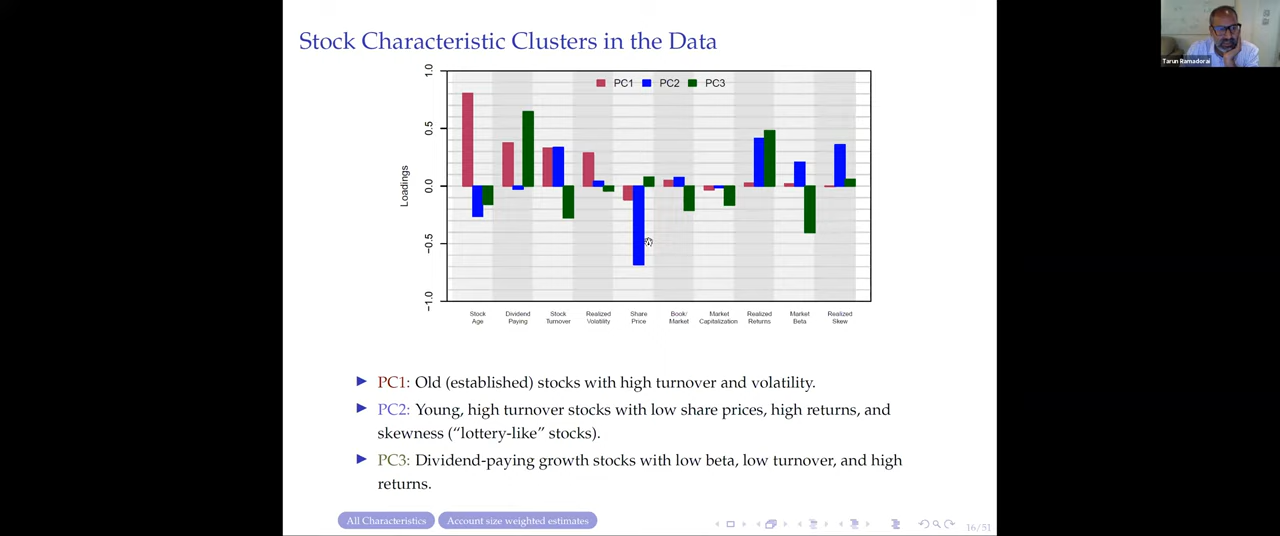 Stock Characteristic Clusters in the Data
Tarun Ramadorai
PC1 PC2 PC3
1.0
0.5
0.0
−0.5
−1.0
Loadings
Stock Age
Dividend Paying
Stock Turnover
Realized Volatility
Share Price
Book/ Market
Market Capitalization
Realized Returns
Market Beta
Realized Skew
PC1: Old (established) stocks with high turnover and volatility.
PC2: Young, high turnover stocks with low share prices, high returns, and
skewness (“lottery-like” stocks).
PC3: Dividend-paying growth stocks with low beta, low turnover, and high
returns.
All Characteristics
Account size weighted estimates
16/51